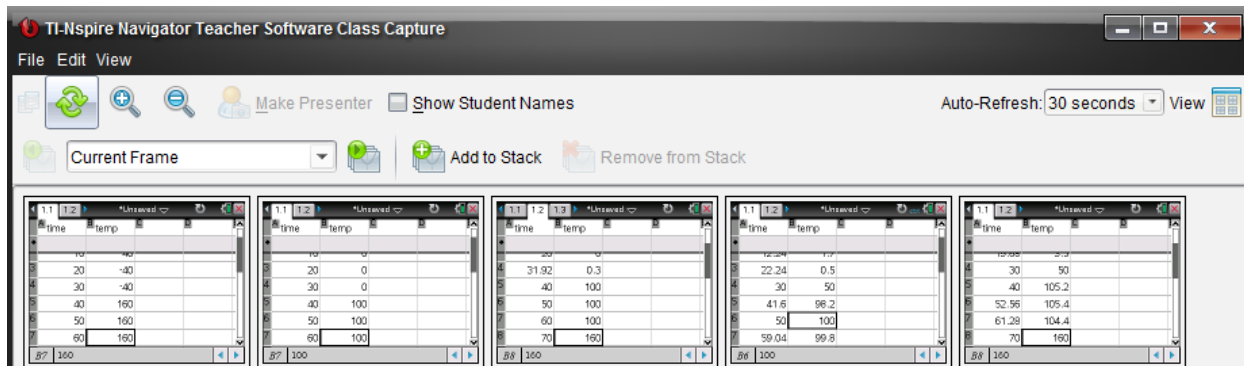 TI-Nspire Navigator Teacher Software Class Capture
File Edit View
Make Presenter Show Student Names Auto-Refresh: 30 seconds View
Current Frame Add to Stack Remove from Stack
1.1 1.2 *Unsaved
A time B temp C D
3 20 -40
4 30 -40
5 40 160
6 50 160
7 60 160
B7 160
1.1 1.2 *Unsaved
A time B temp C D
3 20 0
4 30 0
5 40 100
6 50 100
7 60 100
B7 100
1.1 1.2 1.3 *Unsaved
A time B temp C D
4 31.92 0.3
5 40 100
6 50 100
7 60 100
8 70 160
B8 160
1.1 1.2 *Unsaved
A time B temp C D
3 22.24 0.5
4 30 50
5 41.6 98.2
6 50 100
7 59.04 99.8
B6 100
1.1 1.2 *Unsaved
A time B temp C D
4 30 50
5 40 105.2
6 52.56 105.4
7 61.28 104.4
8 70 160
B8 160